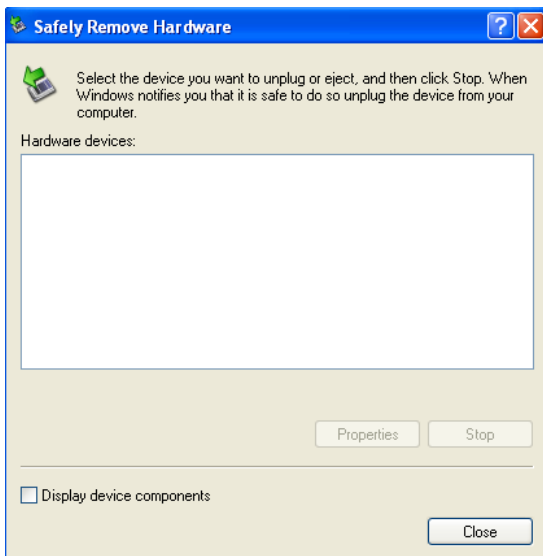 Safely Remove Hardware
Select the device you want to unplug or eject, and then click Stop. When
Windows notifies you that it is safe to do so unplug the device from your
computer.
Hardware devices:
Properties
Stop
Display device components
Close